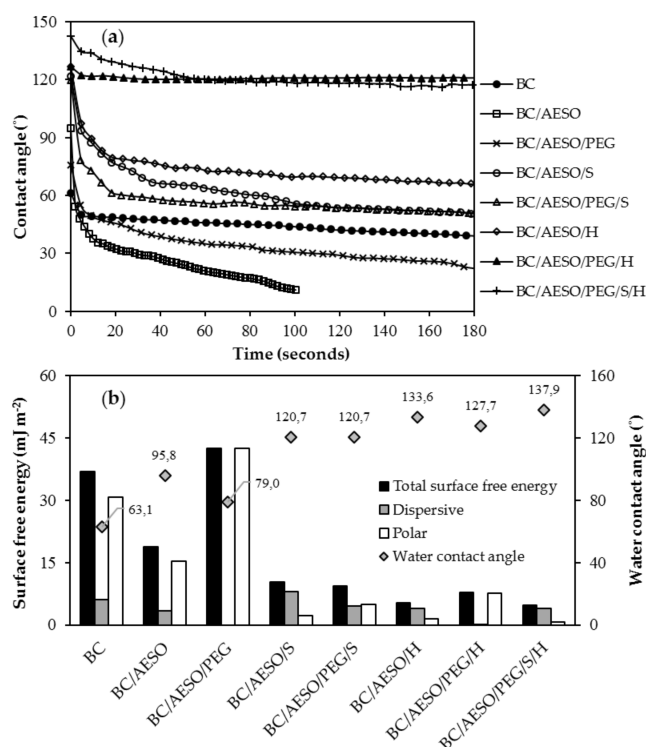 150
120
90
60
30
0
Contact angle (°)
(a)
0 20 40 60 80 100 120 140 160 180
Time (seconds)
BC
BC/AESO
BC/AESO/PEG
BC/AESO/S
BC/AESO/PEG/S
BC/AESO/H
BC/AESO/PEG/H
BC/AESO/PEG/S/H
60
45
30
15
0
Surface free energy (mJ m-2)
(b)
63,1
95,8
79,0
120,7
120,7
133,6
127,7
137,9
Total surface free energy
Dispersive
Polar
Water contact angle
160
120
80
40
0
Water contact angle (°)
BC
BC/AESO
BC/AESO/PEG
BC/AESO/S
BC/AESO/PEG/S
BC/AESO/H
BC/AESO/PEG/H
BC/AESO/PEG/S/H